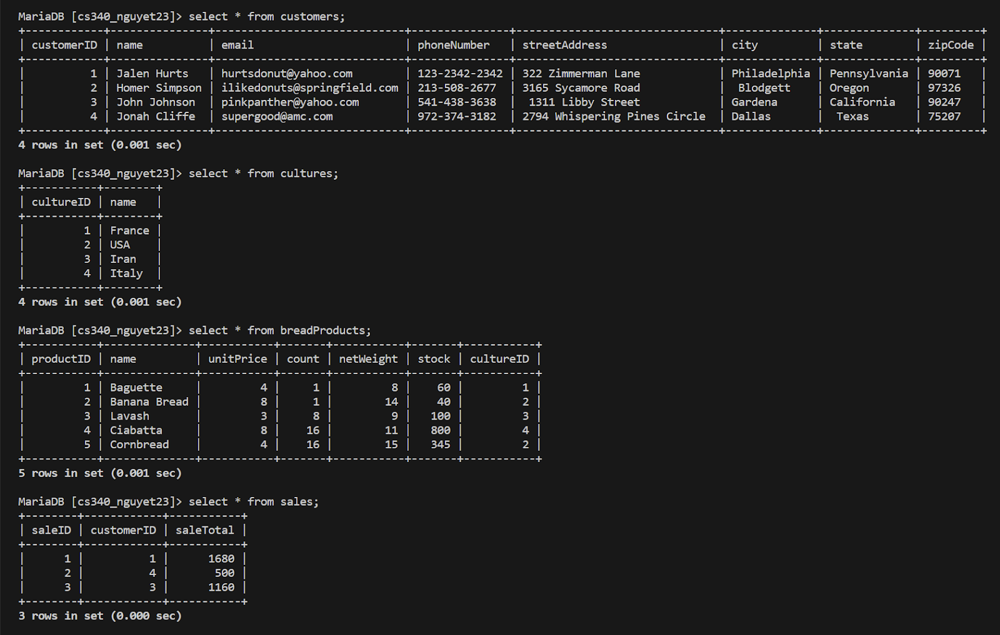 MariaDB [cs340_nguyet23]> select * from customers;
+------------+---------------+-----------------------------+---------------+-------------------------------+--------------+--------------+---------+
| customerID | name          | email                       | phoneNumber   | streetAddress                 | city         | state        | zipCode |
+------------+---------------+-----------------------------+---------------+-------------------------------+--------------+--------------+---------+
|          1 | Jalen Hurts   | hurtsdonut@yahoo.com        | 123-2342-2342 | 322 Zimmerman Lane            | Philadelphia | Pennsylvania | 90071   |
|          2 | Homer Simpson | ilikedonuts@springfield.com | 213-508-2677  | 3165 Sycamore Road            |  Blodgett    | Oregon       | 97326   |
|          3 | John Johnson  | pinkpanther@yahoo.com       | 541-438-3638  |  1311 Libby Street            | Gardena      | California   | 90247   |
|          4 | Jonah Cliffe  | supergood@amc.com           | 972-374-3182  | 2794 Whispering Pines Circle  | Dallas       |  Texas       | 75207   |
+------------+---------------+-----------------------------+---------------+-------------------------------+--------------+--------------+---------+
4 rows in set (0.001 sec)

MariaDB [cs340_nguyet23]> select * from cultures;
+-----------+--------+
| cultureID | name   |
+-----------+--------+
|         1 | France |
|         2 | USA    |
|         3 | Iran   |
|         4 | Italy  |
+-----------+--------+
4 rows in set (0.001 sec)

MariaDB [cs340_nguyet23]> select * from breadProducts;
+-----------+--------------+-----------+-------+-----------+-------+-----------+
| productID | name         | unitPrice | count | netWeight | stock | cultureID |
+-----------+--------------+-----------+-------+-----------+-------+-----------+
|         1 | Baguette     |         4 |     1 |         8 |    60 |         1 |
|         2 | Banana Bread |         8 |     1 |        14 |    40 |         2 |
|         3 | Lavash       |         3 |     8 |         9 |   100 |         3 |
|         4 | Ciabatta     |         8 |    16 |        11 |   800 |         4 |
|         5 | Cornbread    |         4 |    16 |        15 |   345 |         2 |
+-----------+--------------+-----------+-------+-----------+-------+-----------+
5 rows in set (0.001 sec)

MariaDB [cs340_nguyet23]> select * from sales;
+--------+------------+-----------+
| saleID | customerID | saleTotal |
+--------+------------+-----------+
|      1 |          1 |      1680 |
|      2 |          4 |       500 |
|      3 |          3 |      1160 |
+--------+------------+-----------+
3 rows in set (0.000 sec)